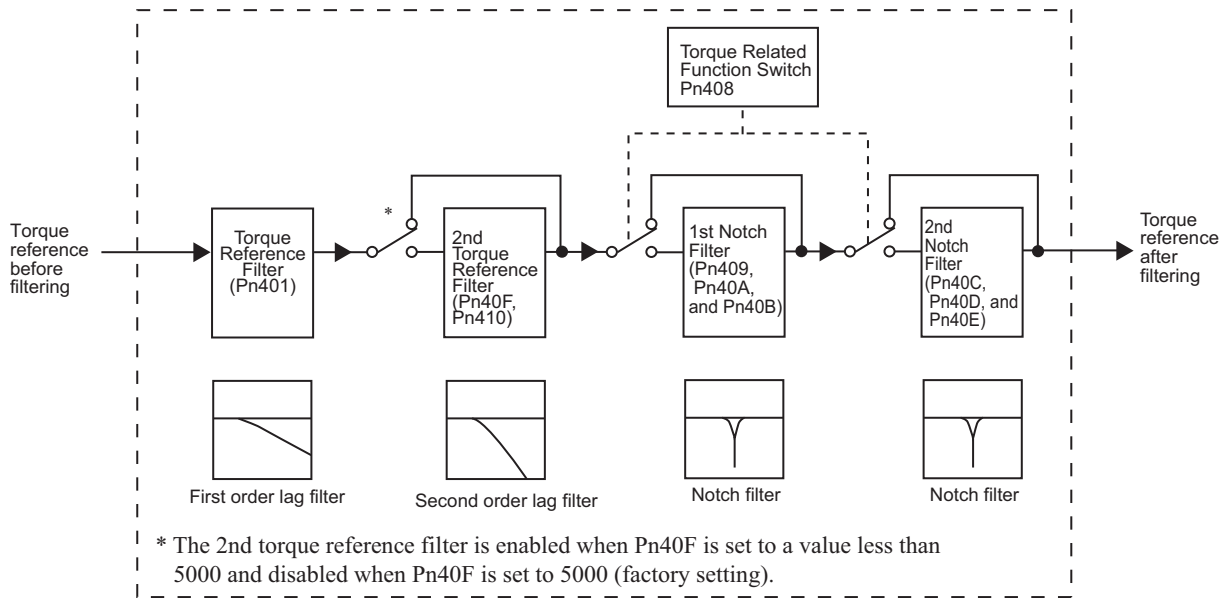 Torque Related
Function Switch
Pn408
Torque
reference
before
filtering
Torque
Reference
Filter
(Pn401)
*
2nd
Torque
Reference
Filter
(Pn40F,
Pn410)
1st Notch
Filter
(Pn409,
Pn40A,
and Pn40B)
2nd
Notch
Filter
(Pn40C,
Pn40D, and
Pn40E)
Torque
reference
after
filtering
First order lag filter
Second order lag filter
Notch filter
Notch filter
* The 2nd torque reference filter is enabled when Pn40F is set to a value less than
5000 and disabled when Pn40F is set to 5000 (factory setting).